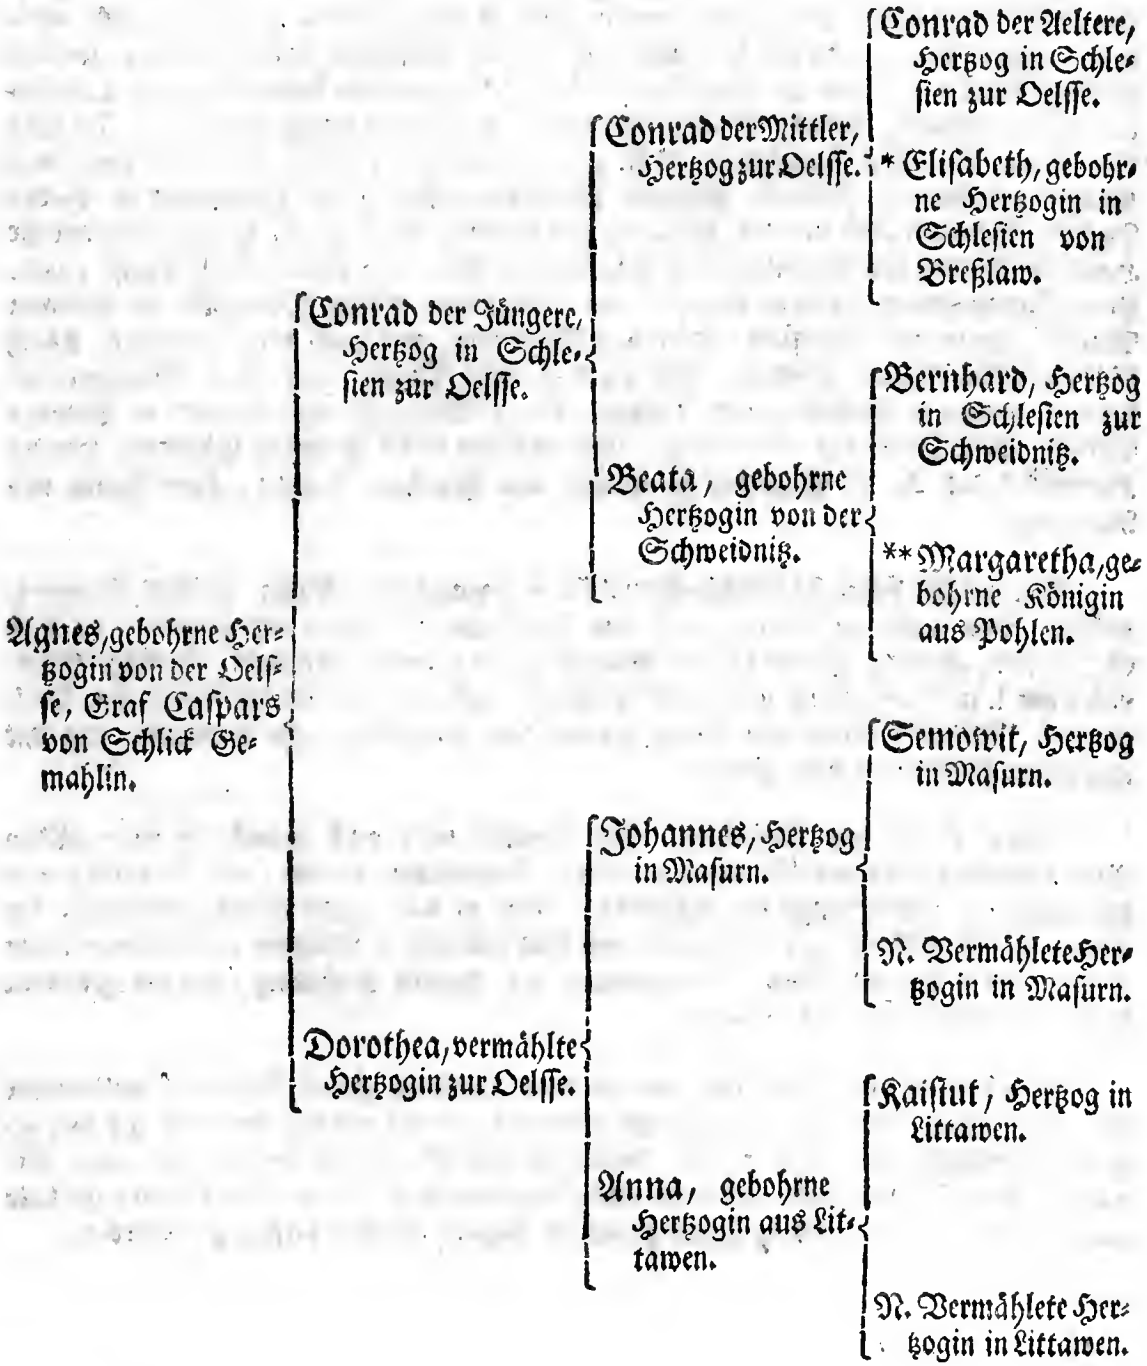 Agnes, gebohrne Her⸗
tzogin von der Oels⸗
se, Graf Caspars
von Schlick Ge⸗
mahlin.
Conrad der Jüngere,
Hertzog in Schle⸗
sien zur Oelsse.
Conrad der Mittler,
Hertzog zur Oelsse.
Conrad der Aeltere,
Hertzog in Schle⸗
sien zur Oelsse.
* Elisabeth, gebohr⸗
ne Hertzogin in
Schlesien von
Breßlaw.
Beata, gebohrne
Hertzogin von der
Schweidnitz.
Bernhard, Hertzog
in Schlesien zur
Schweidnitz.
** Margaretha, ge⸗
bohrne Königin
aus Pohlen.
Dorothea, vermählte
Hertzogin zur Oelsse.
Johannes, Hertzog
in Masurn.
Semowit, Hertzog
in Masurn.
N. Vermählete Her⸗
tzogin in Masurn.
Anna, gebohrne
Hertzogin aus Lit⸗
tawen.
Kaistut, Hertzog in
Littawen.
N. Vermählete Her⸗
tzogin in Littawen.